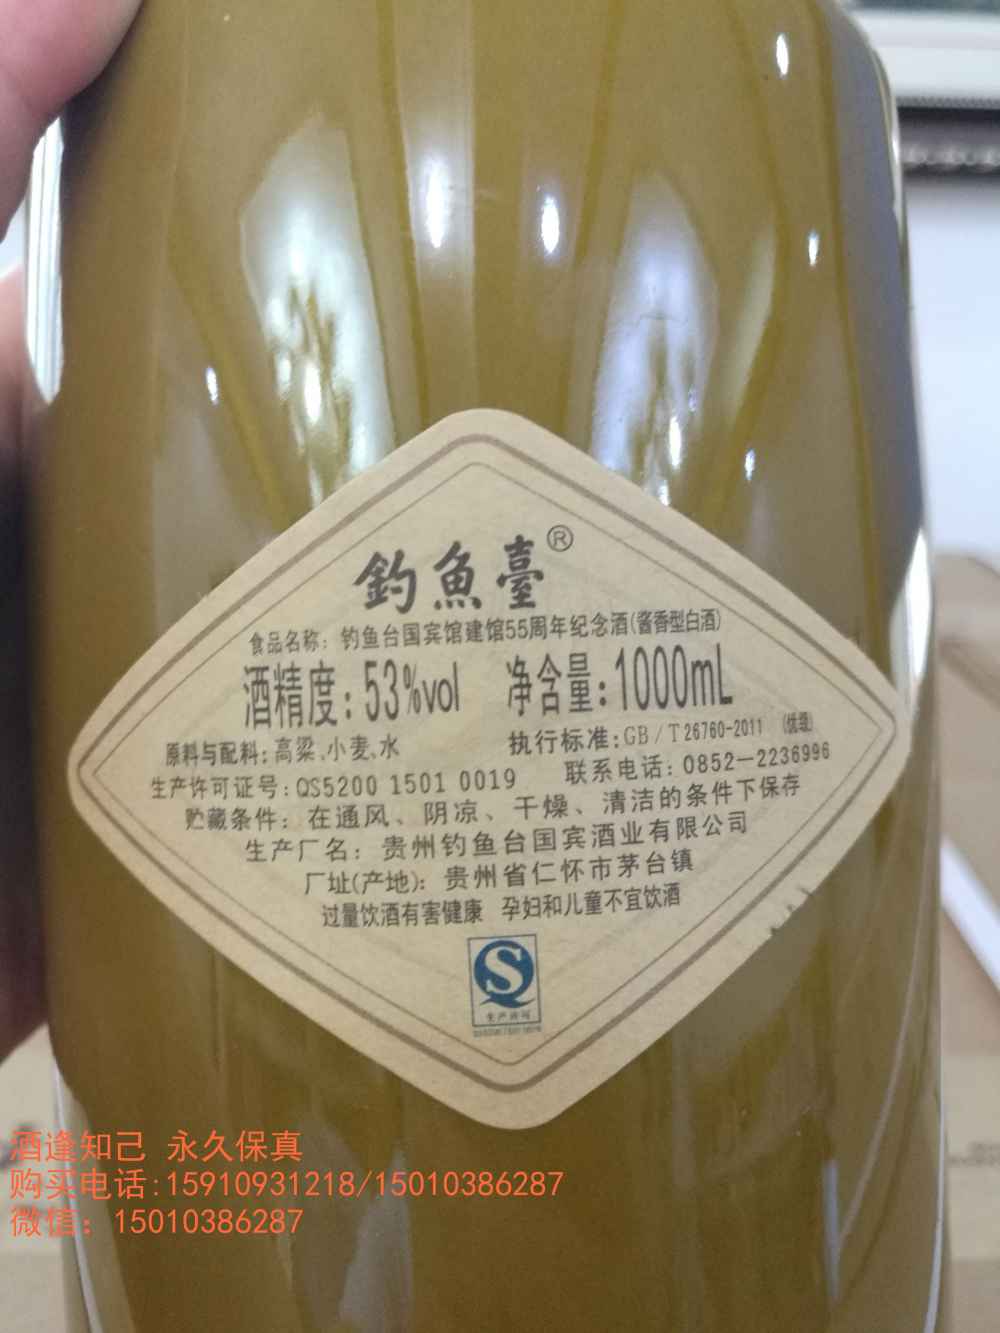 釣魚臺®
食品名称：钓鱼台国宾馆建馆55周年纪念酒(酱香型白酒)
酒精度：53%vol 净含量：1000mL
原料与配料：高粱、小麦、水 执行标准：GB/T26760-2011 (优级)
生产许可证号：QS5200 1501 0019 联系电话：0852—2236996
贮藏条件：在通风、阴凉、干燥、清洁的条件下保存
生产厂名：贵州钓鱼台国宾酒业有限公司
厂址(产地)：贵州省仁怀市茅台镇
过量饮酒有害健康 孕妇和儿童不宜饮酒
QS
生产许可
酒逢知己 永久保真
购买电话:15910931218/15010386287
微信：15010386287